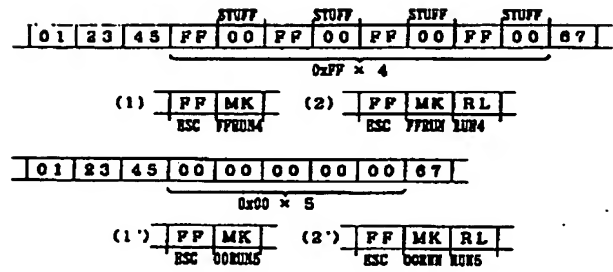 STUFF STUFF STUFF STUFF
01 23 45 FF 00 FF 00 FF 00 FF 00 67
0xFF × 4
(1) FF MK (2) FF MK RL
ESC FFRUN4 ESC FFRUN RUN4
01 23 45 00 00 00 00 00 67
0x00 × 5
(1') FF MK (2') FF MK RL
ESC 00RUN5 ESC 00RUN RUN5